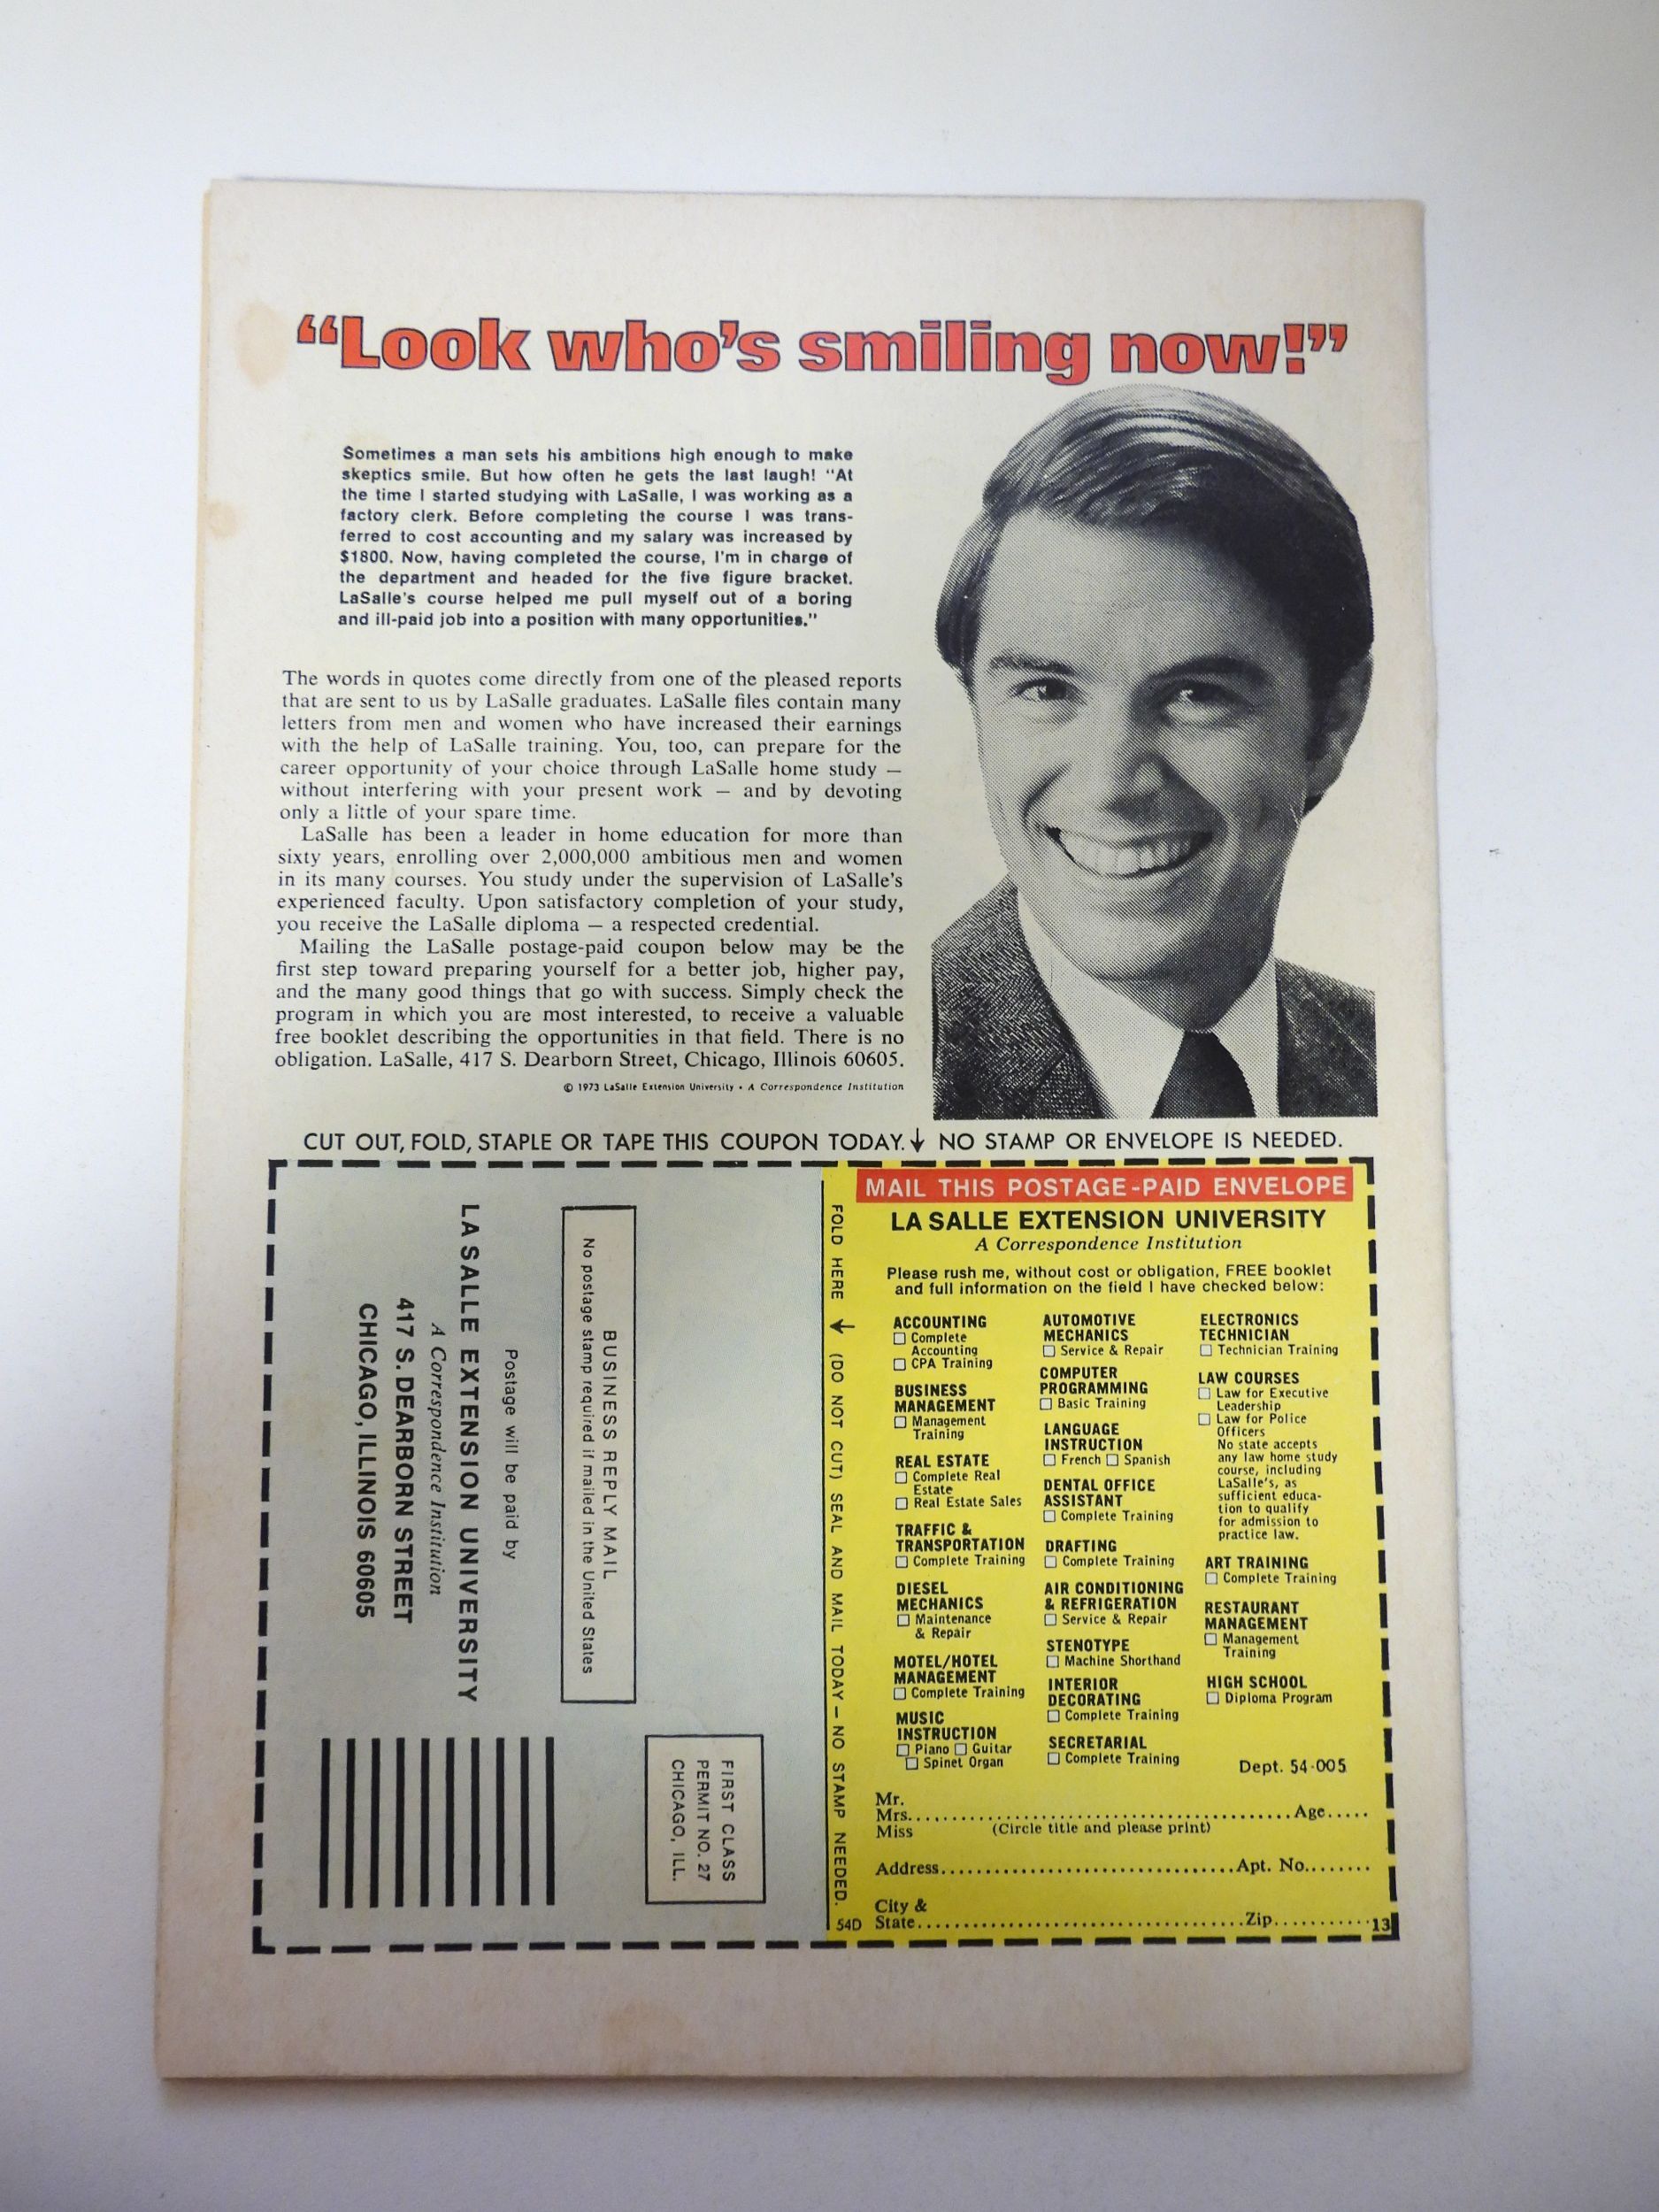 “Look who’s smiling now!”
Sometimes a man sets his ambitions high enough to make
skeptics smile. But how often he gets the last laugh! "At
the time I started studying with LaSalle, I was working as a
factory clerk. Before completing the course I was trans-
ferred to cost accounting and my salary was increased by
$1800. Now, having completed the course, I'm in charge of
the department and headed for the five figure bracket.
LaSalle's course helped me pull myself out of a boring
and ill-paid job into a position with many opportunities."
The words in quotes come directly from one of the pleased reports
that are sent to us by LaSalle graduates. LaSalle files contain many
letters from men and women who have increased their earnings
with the help of LaSalle training. You, too, can prepare for the
career opportunity of your choice through LaSalle home study —
without interfering with your present work — and by devoting
only a little of your spare time.
LaSalle has been a leader in home education for more than
sixty years, enrolling over 2,000,000 ambitious men and women
in its many courses. You study under the supervision of LaSalle's
experienced faculty. Upon satisfactory completion of your study,
you receive the LaSalle diploma — a respected credential.
Mailing the LaSalle postage-paid coupon below may be the
first step toward preparing yourself for a better job, higher pay,
and the many good things that go with success. Simply check the
program in which you are most interested, to receive a valuable
free booklet describing the opportunities in that field. There is no
obligation. LaSalle, 417 S. Dearborn Street, Chicago, Illinois 60605.
© 1973 LaSalle Extension University • A Correspondence Institution
CUT OUT, FOLD, STAPLE OR TAPE THIS COUPON TODAY.↓ NO STAMP OR ENVELOPE IS NEEDED.
FIRST CLASS
PERMIT NO. 27
CHICAGO, ILL.
BUSINESS REPLY MAIL
No postage stamp required if mailed in the United States
Postage will be paid by
LA SALLE EXTENSION UNIVERSITY
A Correspondence Institution
417 S. DEARBORN STREET
CHICAGO, ILLINOIS 60605
FOLD HERE ↓ (DO NOT CUT) SEAL AND MAIL TODAY — NO STAMP NEEDED.
MAIL THIS POSTAGE-PAID ENVELOPE
LA SALLE EXTENSION UNIVERSITY
A Correspondence Institution
Please rush me, without cost or obligation, FREE booklet
and full information on the field I have checked below:
ACCOUNTING
☐ Complete
Accounting
☐ CPA Training
BUSINESS
MANAGEMENT
☐ Management
Training
REAL ESTATE
☐ Complete Real
Estate
☐ Real Estate Sales
TRAFFIC &
TRANSPORTATION
☐ Complete Training
DIESEL
MECHANICS
☐ Maintenance
& Repair
MOTEL/HOTEL
MANAGEMENT
☐ Complete Training
MUSIC
INSTRUCTION
☐ Piano ☐ Guitar
☐ Spinet Organ
AUTOMOTIVE
MECHANICS
☐ Service & Repair
COMPUTER
PROGRAMMING
☐ Basic Training
LANGUAGE
INSTRUCTION
☐ French ☐ Spanish
DENTAL OFFICE
ASSISTANT
☐ Complete Training
DRAFTING
☐ Complete Training
AIR CONDITIONING
& REFRIGERATION
☐ Service & Repair
STENOTYPE
☐ Machine Shorthand
INTERIOR
DECORATING
☐ Complete Training
SECRETARIAL
☐ Complete Training
ELECTRONICS
TECHNICIAN
☐ Technician Training
LAW COURSES
☐ Law for Executive
Leadership
☐ Law for Police
Officers
No state accepts
any law home study
course, including
LaSalle's, as
sufficient educa-
tion to qualify
for admission to
practice law.
ART TRAINING
☐ Complete Training
RESTAURANT
MANAGEMENT
☐ Management
Training
HIGH SCHOOL
☐ Diploma Program
Dept. 54-005
Mr.
Mrs. Age
Miss (Circle title and please print)
Address Apt. No.
City &
State Zip 13
54D